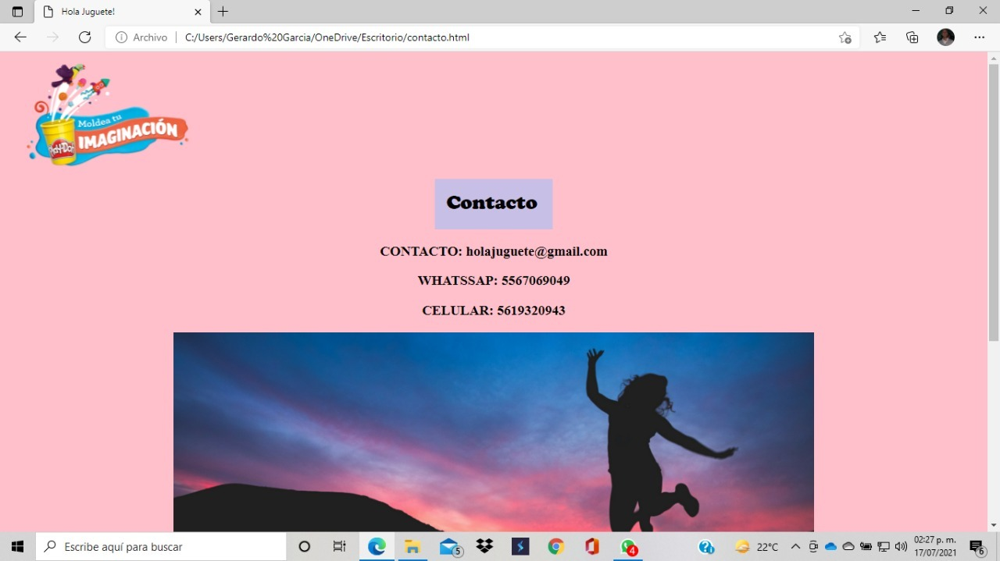 Hola Juguete!
Archivo
C:/Users/Gerardo%20Garcia/OneDrive/Escritorio/contacto.html
Moldea tu
IMAGINACIÓN
Play-Doh
Contacto
CONTACTO: holajuguete@gmail.com
WHATSSAP: 5567069049
CELULAR: 5619320943
Escribe aquí para buscar
5
4
22°C
02:27 p. m.
17/07/2021
6